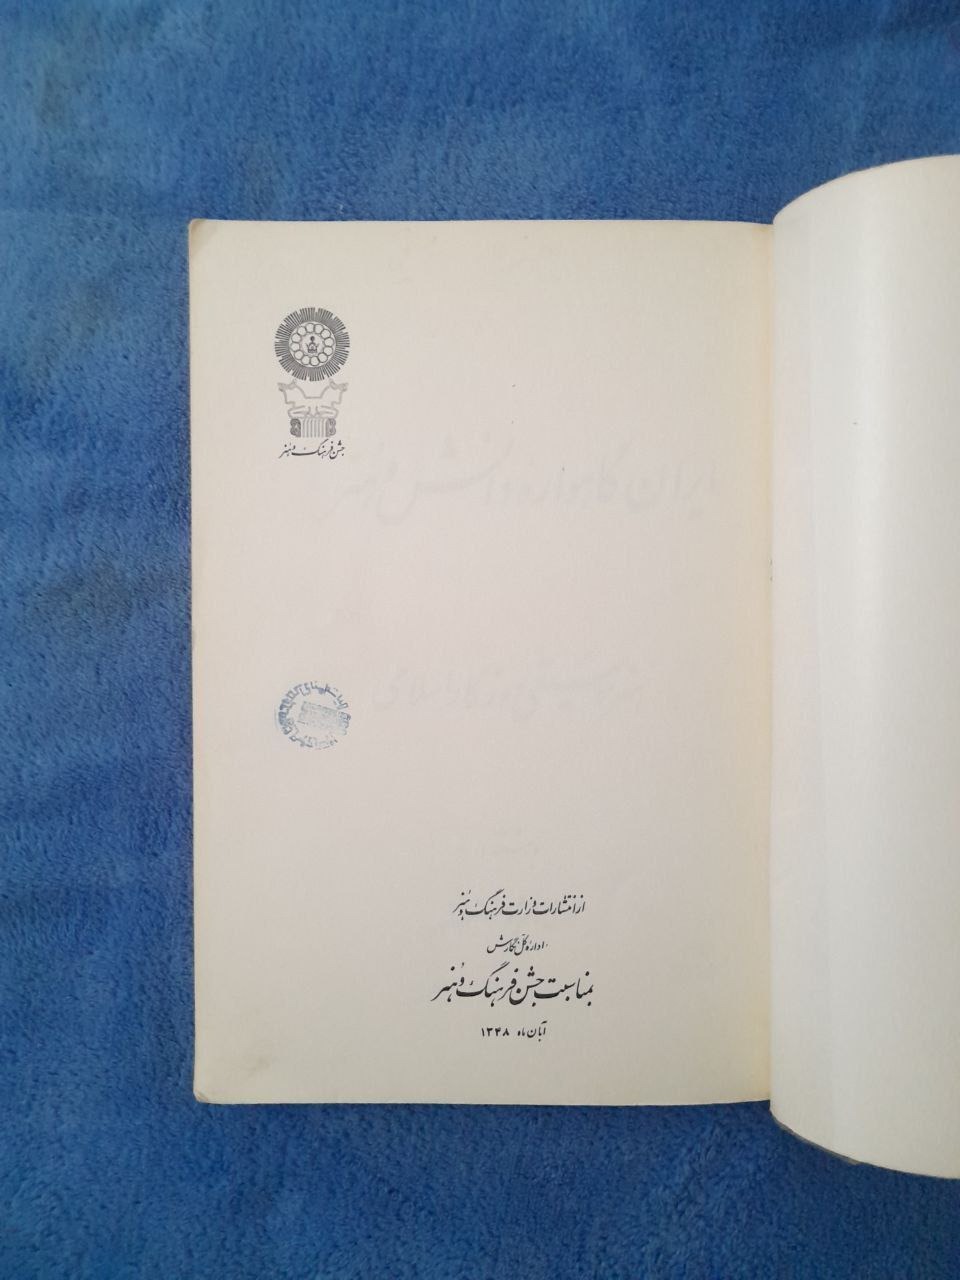 جشن فرهنگ و هنر
از انتشارات وزارت فرهنگ و هنر
اداره کل نگارش
بمناسبت جشن فرهنگ و هنر
آبان ماه ۱۳۴۸